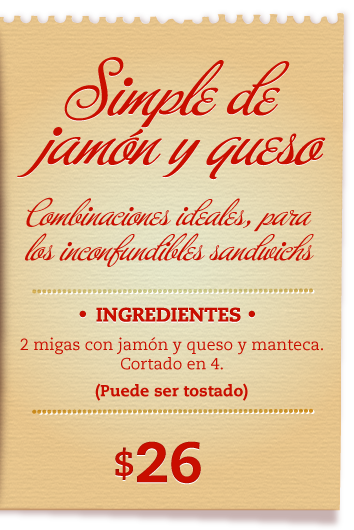 Simple de
jamón y queso
Combinaciones ideales, para
los inconfundibles sandwichs
• INGREDIENTES •
2 migas con jamón y queso y manteca.
Cortado en 4.
(Puede ser tostado)
$26